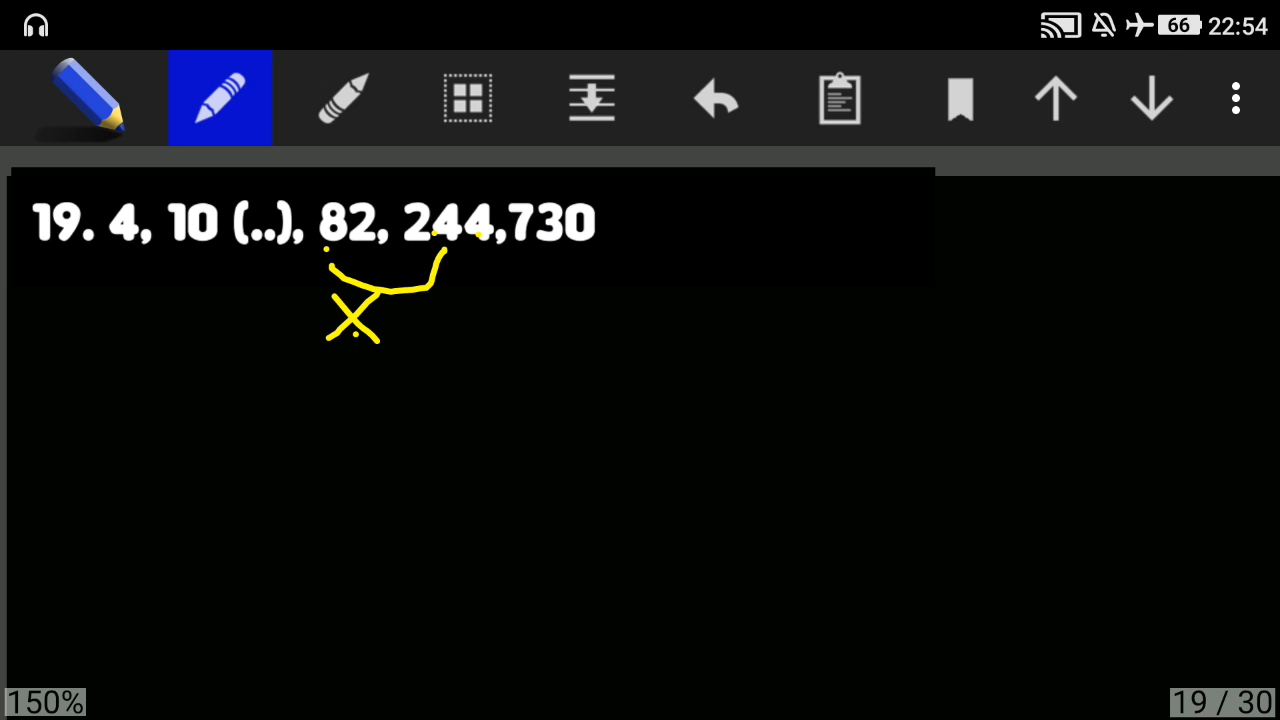 66 22:54
19. 4, 10 (..), 82, 244,730
X
150%
19 / 30